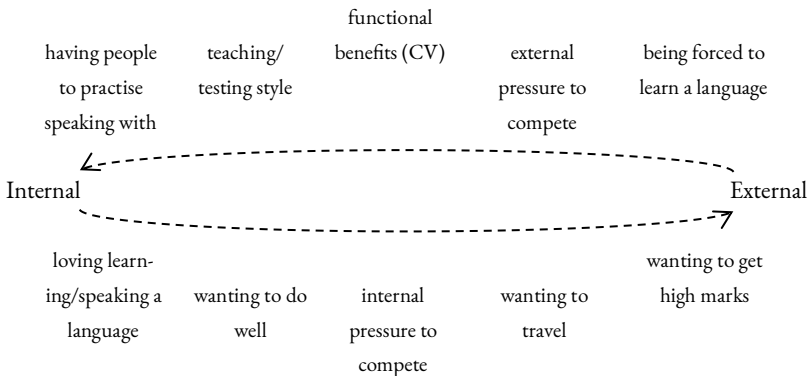 functional
benefits (CV)
having people
to practise
speaking with
teaching/
testing style
external
pressure to
compete
being forced to
learn a language
Internal
External
loving learn-
ing/speaking a
language
wanting to do
well
internal
pressure to
compete
wanting to
travel
wanting to get
high marks